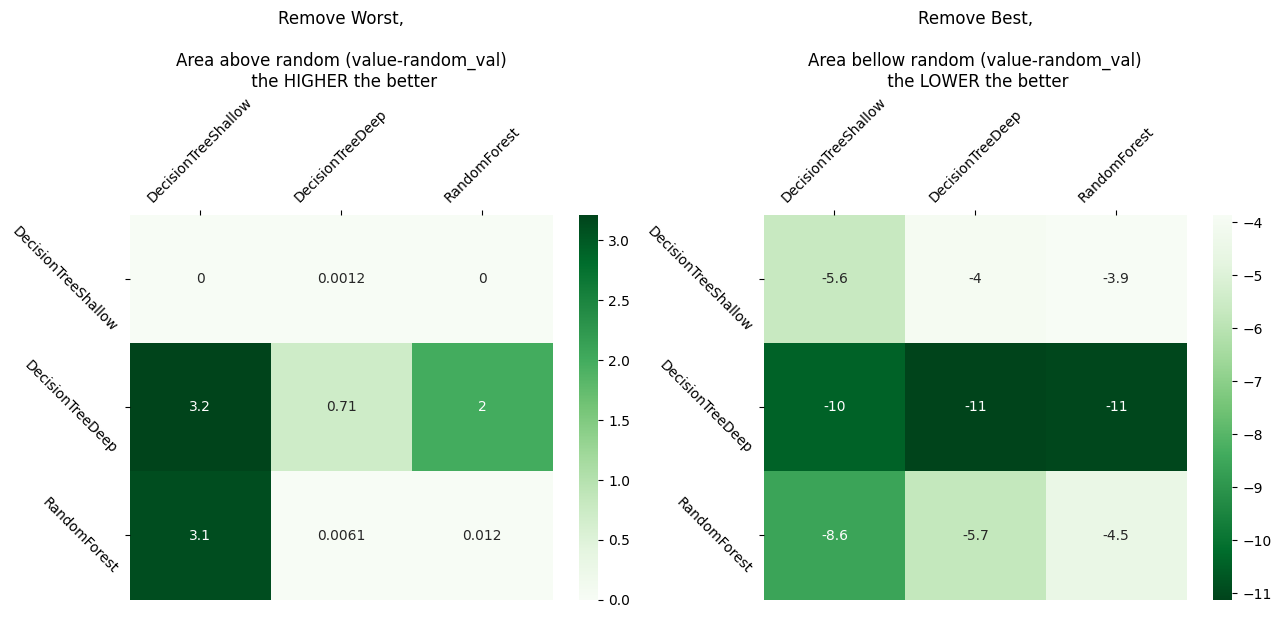 Remove Worst,
Area above random (value-random_val)
the HIGHER the better
DecisionTreeShallow
DecisionTreeDeep
RandomForest
DecisionTreeShallow
0
0.0012
0
DecisionTreeDeep
3.2
0.71
2
RandomForest
3.1
0.0061
0.012
3.0
2.5
2.0
1.5
1.0
0.5
0.0
Remove Best,
Area bellow random (value-random_val)
the LOWER the better
DecisionTreeShallow
DecisionTreeDeep
RandomForest
DecisionTreeShallow
-5.6
-4
-3.9
DecisionTreeDeep
-10
-11
-11
RandomForest
-8.6
-5.7
-4.5
−4
−5
−6
−7
−8
−9
−10
−11